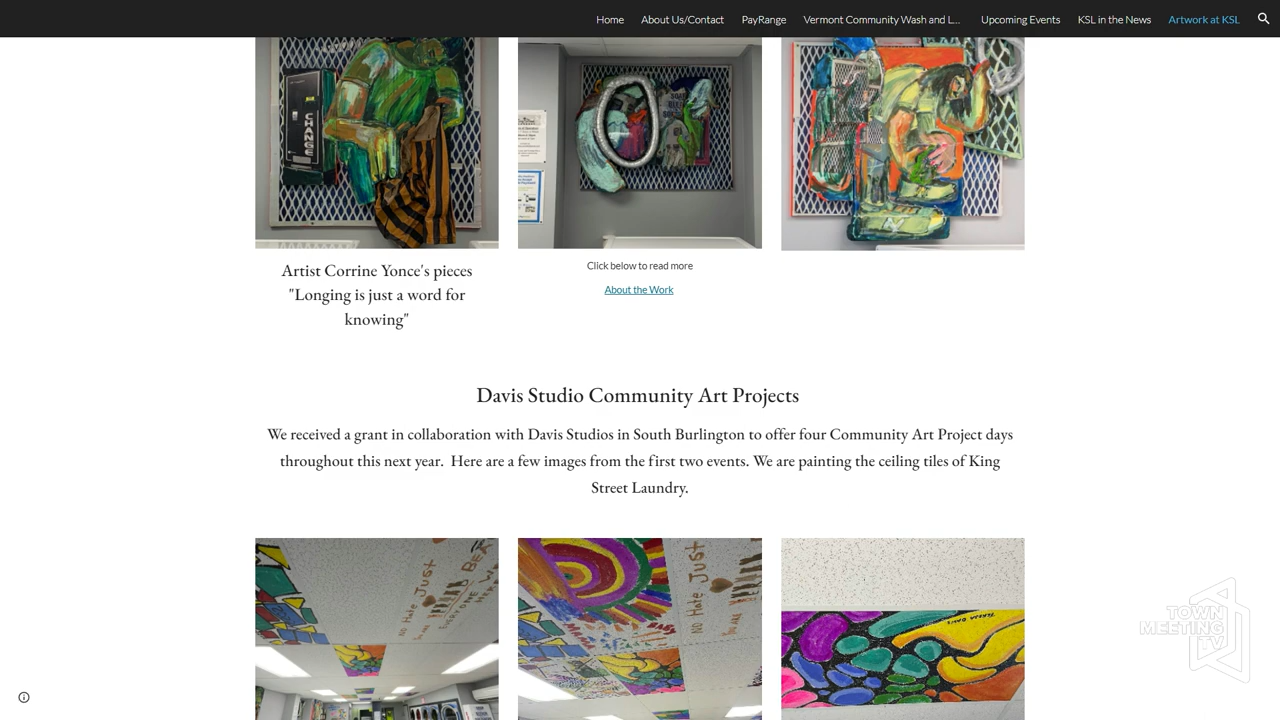 Home
About Us/Contact
PayRange
Vermont Community Wash and L...
Upcoming Events
KSL in the News
Artwork at KSL
CHANGE
Artist Corrine Yonce's pieces
"Longing is just a word for
knowing"
Click below to read more
About the Work
Davis Studio Community Art Projects
We received a grant in collaboration with Davis Studios in South Burlington to offer four Community Art Project days
throughout this next year. Here are a few images from the first two events. We are painting the ceiling tiles of King
Street Laundry.
NO Hate JUST
NO Hate JUST
TOWN
MEETING
TV